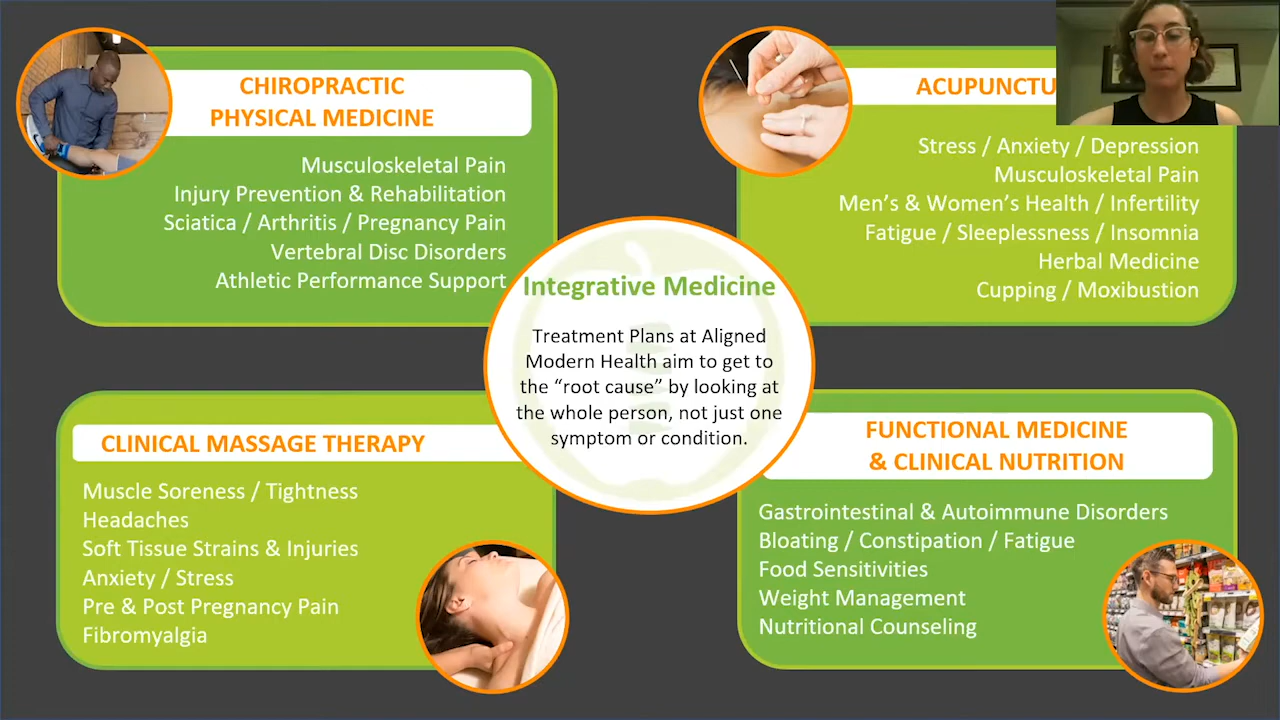 CHIROPRACTIC
PHYSICAL MEDICINE
Musculoskeletal Pain
Injury Prevention & Rehabilitation
Sciatica / Arthritis / Pregnancy Pain
Vertebral Disc Disorders
Athletic Performance Support
ACUPUNCTU
Stress / Anxiety / Depression
Musculoskeletal Pain
Men's & Women's Health / Infertility
Fatigue / Sleeplessness / Insomnia
Herbal Medicine
Cupping / Moxibustion
Integrative Medicine
Treatment Plans at Aligned
Modern Health aim to get to
the “root cause” by looking at
the whole person, not just one
symptom or condition.
CLINICAL MASSAGE THERAPY
Muscle Soreness / Tightness
Headaches
Soft Tissue Strains & Injuries
Anxiety / Stress
Pre & Post Pregnancy Pain
Fibromyalgia
FUNCTIONAL MEDICINE
& CLINICAL NUTRITION
Gastrointestinal & Autoimmune Disorders
Bloating / Constipation / Fatigue
Food Sensitivities
Weight Management
Nutritional Counseling